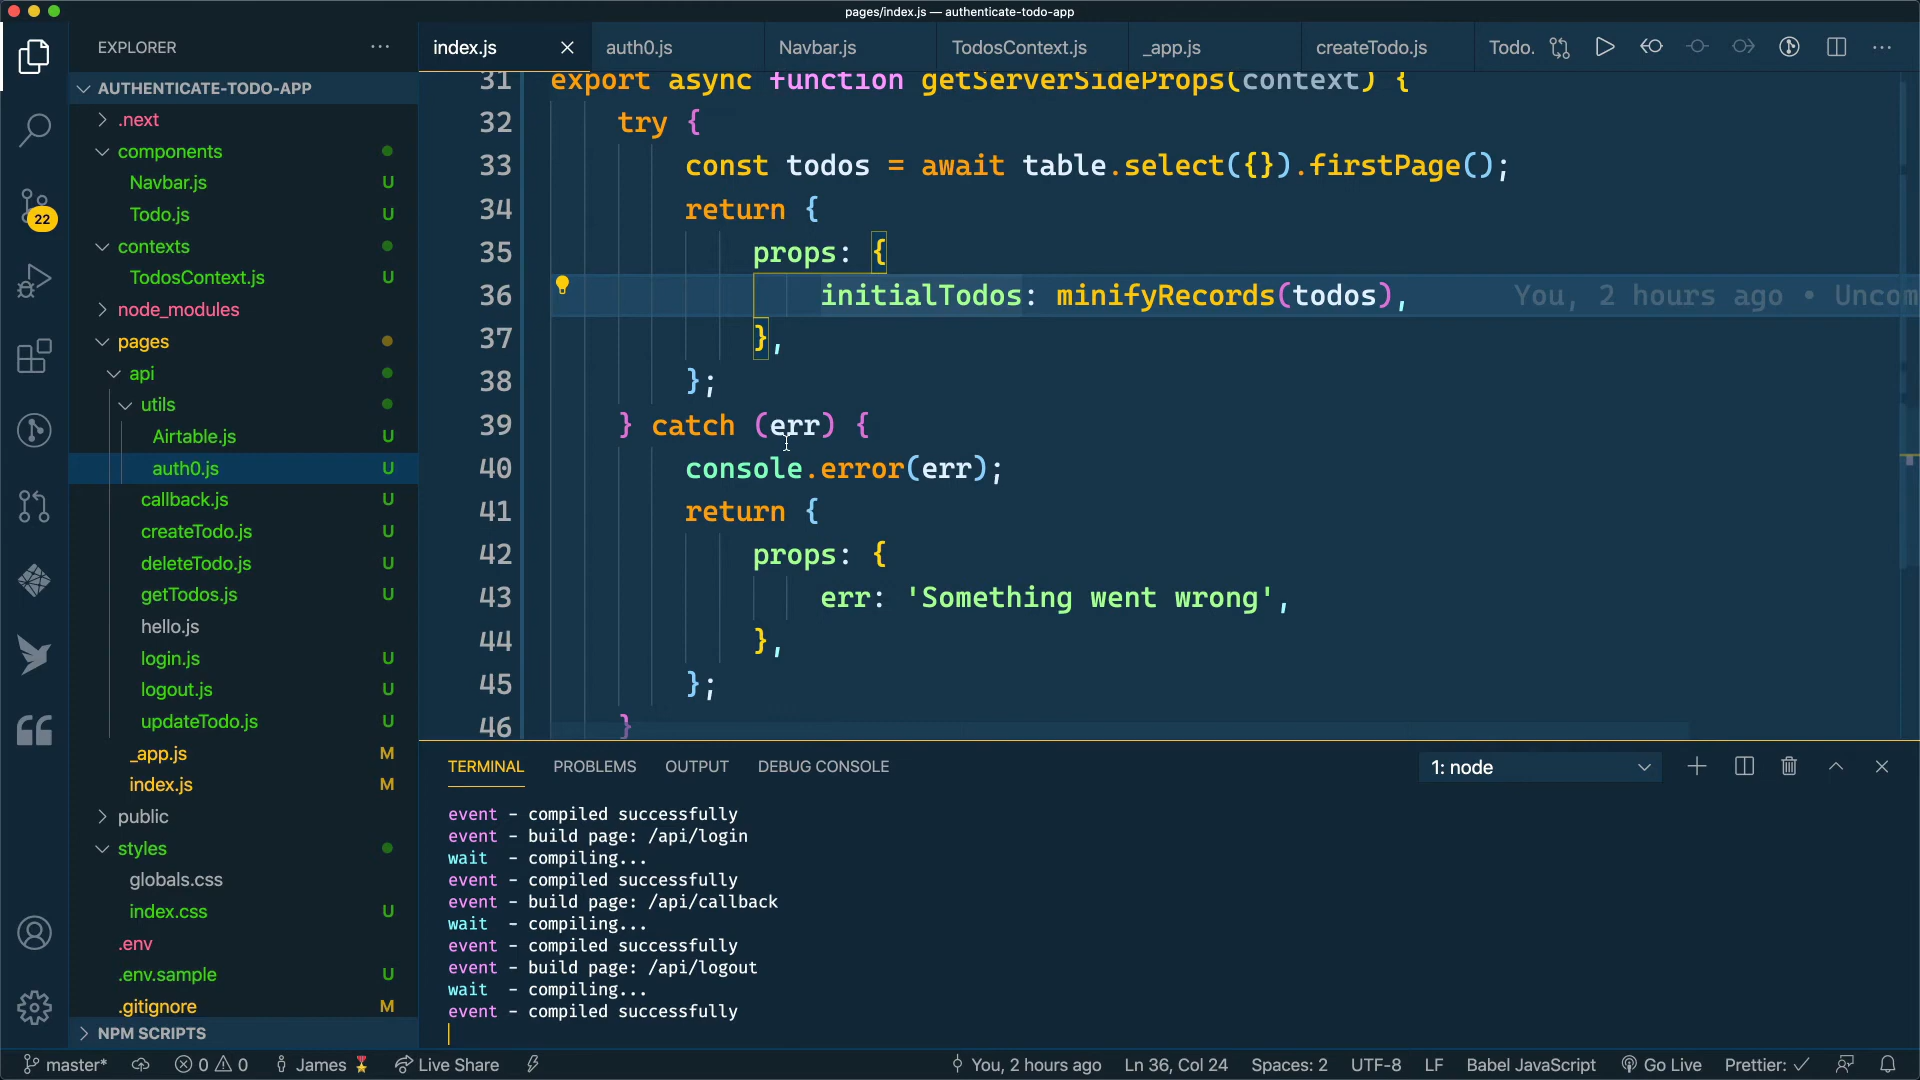 pages/index.js — authenticate-todo-app
EXPLORER
AUTHENTICATE-TODO-APP
.next
components
Navbar.js U
Todo.js U
contexts
TodosContext.js U
node_modules
pages
api
utils
Airtable.js U
auth0.js U
callback.js U
createTodo.js U
deleteTodo.js U
getTodos.js U
hello.js
login.js U
logout.js U
updateTodo.js U
_app.js M
index.js M
public
styles
globals.css
index.css U
.env
.env.sample U
.gitignore M
NPM SCRIPTS
22
index.js auth0.js Navbar.js TodosContext.js _app.js createTodo.js Todo.
31 export async function getServerSideProps(context) {
32 try {
33 const todos = await table.select({}).firstPage();
34 return {
35 props: {
36 initialTodos: minifyRecords(todos), You, 2 hours ago • Uncom
37 },
38 };
39 } catch (err) {
40 console.error(err);
41 return {
42 props: {
43 err: 'Something went wrong',
44 },
45 };
46 }
TERMINAL PROBLEMS OUTPUT DEBUG CONSOLE 1: node
event - compiled successfully
event - build page: /api/login
wait - compiling...
event - compiled successfully
event - build page: /api/callback
wait - compiling...
event - compiled successfully
event - build page: /api/logout
wait - compiling...
event - compiled successfully
master* 0 0 James Live Share You, 2 hours ago Ln 36, Col 24 Spaces: 2 UTF-8 LF Babel JavaScript Go Live Prettier: ✓